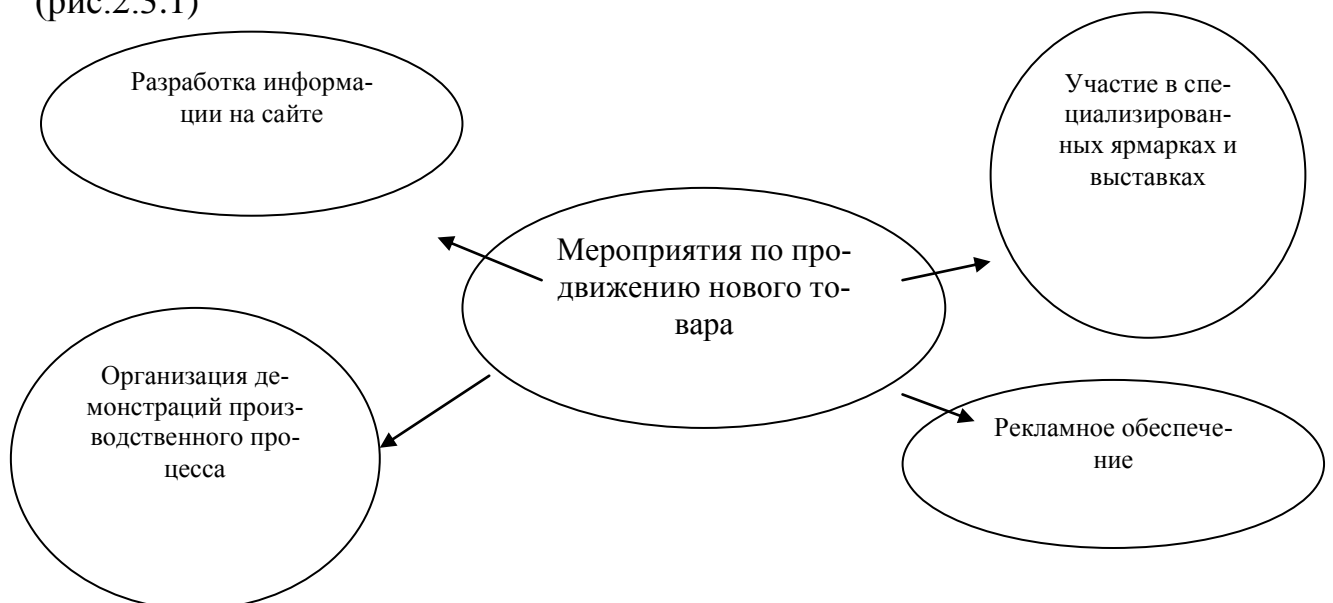 (рис.2.3.1)
Разработка информа-
ции на сайте
Участие в спе-
циализирован-
ных ярмарках и
выставках
Мероприятия по про-
движению нового то-
вара
Организация де-
монстраций произ-
водственного про-
цесса
Рекламное обеспече-
ние